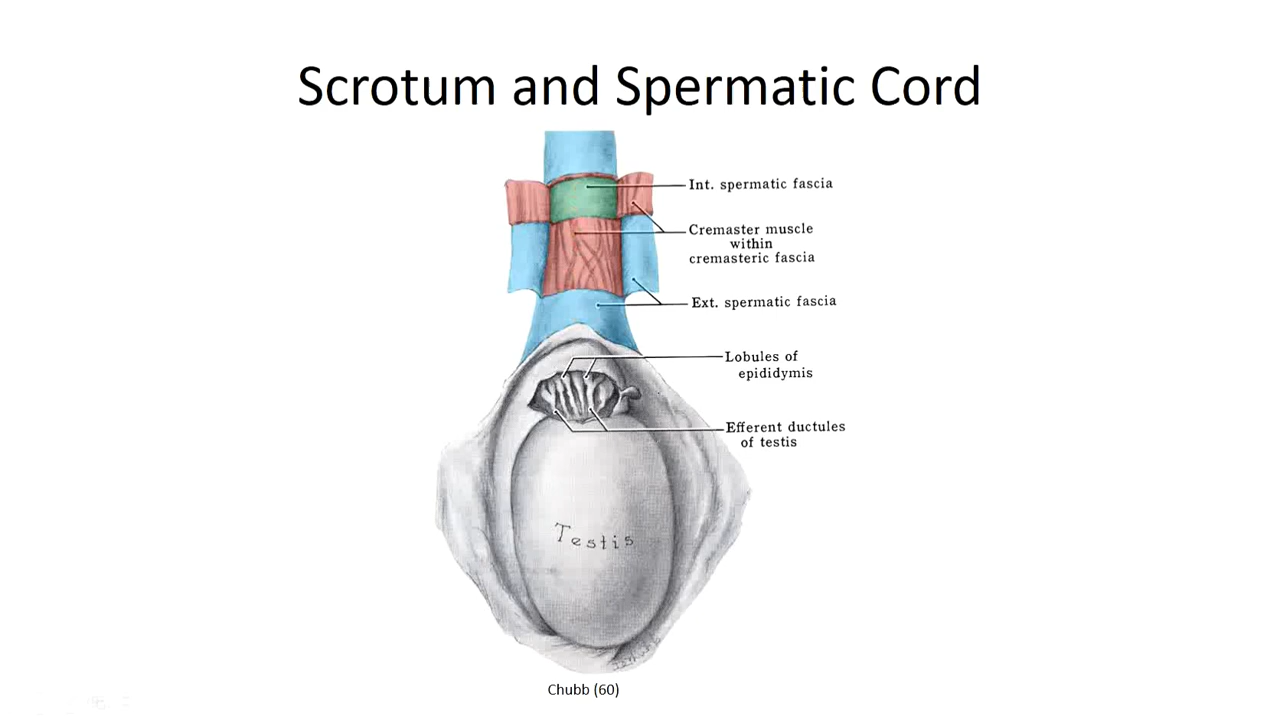 Scrotum and Spermatic Cord
Int. spermatic fascia
Cremaster muscle
within
cremasteric fascia
Ext. spermatic fascia
Lobules of
epididymis
Efferent ductules
of testis
Testis
Chubb (60)